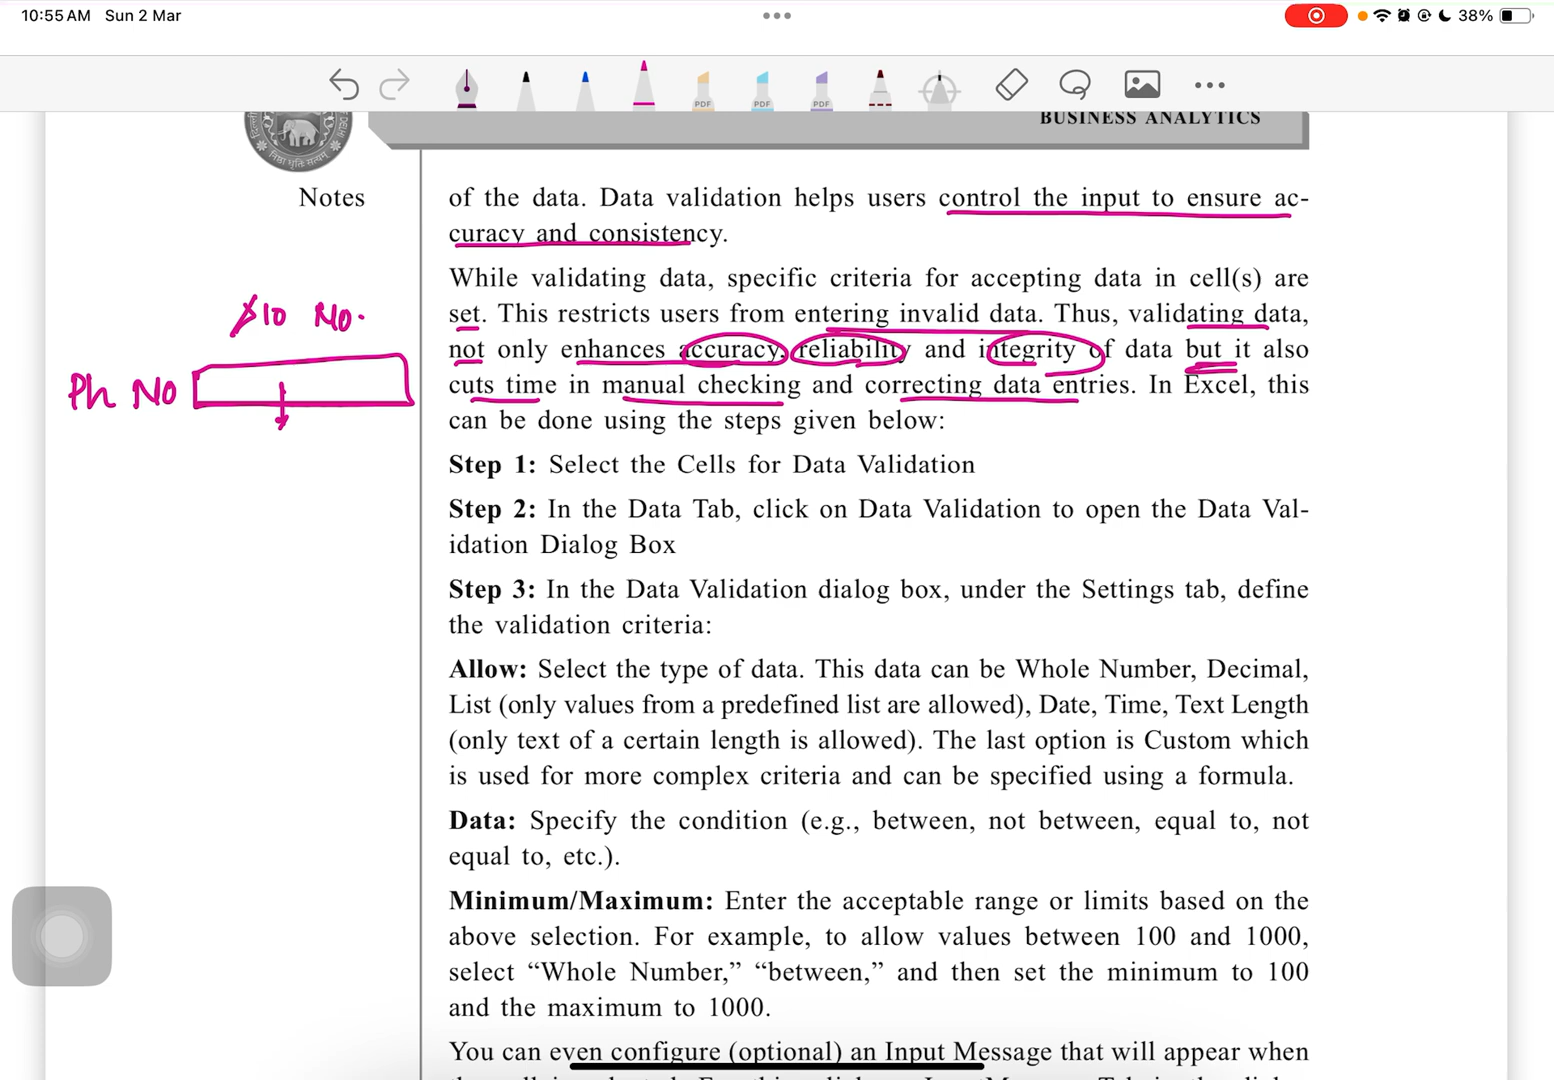 10:55 AM Sun 2 Mar
38%
PDF PDF PDF
BUSINESS ANALYTICS
निष्ठा धृति सत्यम्
Notes
of the data. Data validation helps users control the input to ensure ac-
curacy and consistency.
While validating data, specific criteria for accepting data in cell(s) are
set. This restricts users from entering invalid data. Thus, validating data,
not only enhances accuracy, reliability and integrity of data but it also
cuts time in manual checking and correcting data entries. In Excel, this
can be done using the steps given below:
10 No.
Ph No
Step 1: Select the Cells for Data Validation
Step 2: In the Data Tab, click on Data Validation to open the Data Val-
idation Dialog Box
Step 3: In the Data Validation dialog box, under the Settings tab, define
the validation criteria:
Allow: Select the type of data. This data can be Whole Number, Decimal,
List (only values from a predefined list are allowed), Date, Time, Text Length
(only text of a certain length is allowed). The last option is Custom which
is used for more complex criteria and can be specified using a formula.
Data: Specify the condition (e.g., between, not between, equal to, not
equal to, etc.).
Minimum/Maximum: Enter the acceptable range or limits based on the
above selection. For example, to allow values between 100 and 1000,
select “Whole Number,” “between,” and then set the minimum to 100
and the maximum to 1000.
You can even configure (optional) an Input Message that will appear when